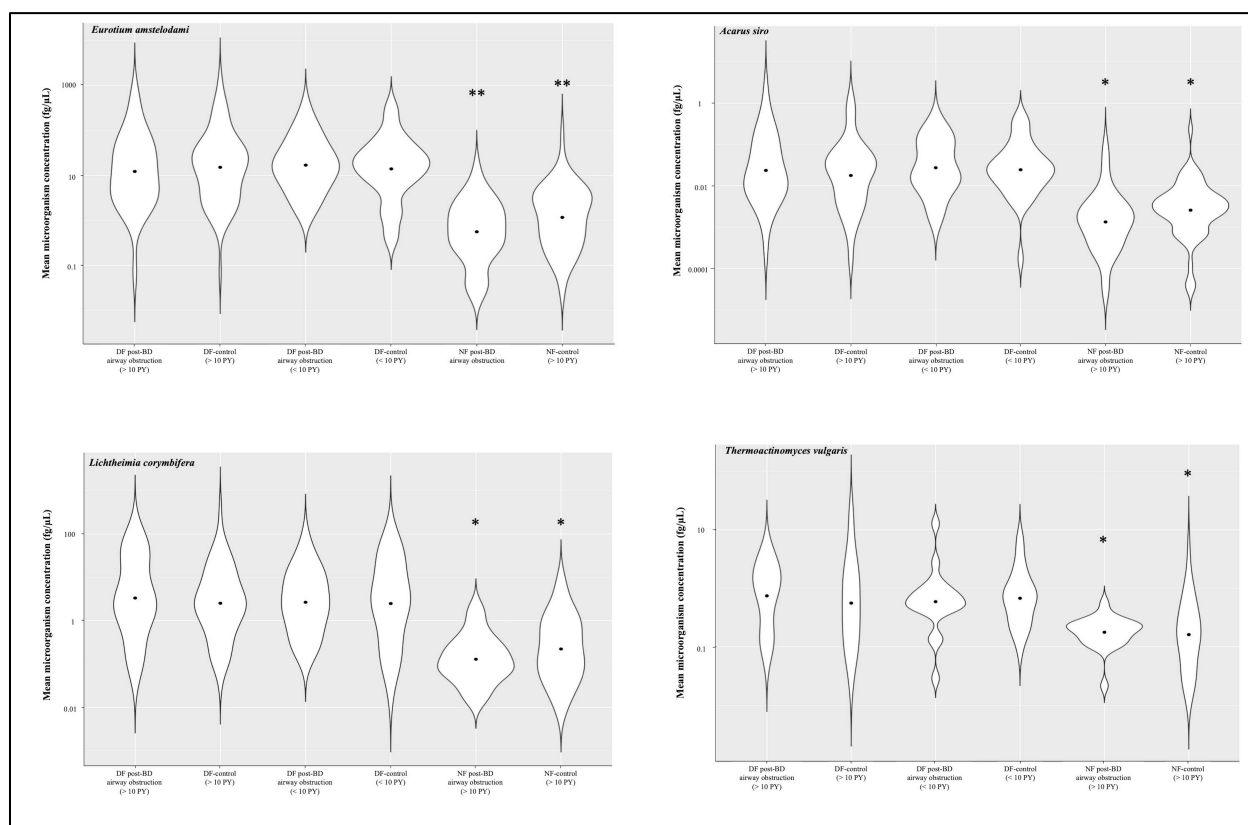 Eurotium amstelodami
Mean microorganism concentration (fg/µL)
1000
10
0.1
**
**
DF post-BD
airway obstruction
(> 10 PY)
DF-control
(> 10 PY)
DF post-BD
airway obstruction
(< 10 PY)
DF-control
(< 10 PY)
NF post-BD
airway obstruction
NF-control
(> 10 PY)
Acarus siro
Mean microorganism concentration (fg/µL)
1
0.01
0.0001
*
*
DF post-BD
airway obstruction
(> 10 PY)
DF-control
(> 10 PY)
DF post-BD
airway obstruction
(< 10 PY)
DF-control
(< 10 PY)
NF post-BD
airway obstruction
(> 10 PY)
NF-control
(> 10 PY)
Lichtheimia corymbifera
Mean microorganism concentration (fg/µL)
100
1
0.01
*
*
DF post-BD
airway obstruction
(> 10 PY)
DF-control
(> 10 PY)
DF post-BD
airway obstruction
(< 10 PY)
DF-control
(< 10 PY)
NF post-BD
airway obstruction
(> 10 PY)
NF-control
(> 10 PY)
Thermoactinomyces vulgaris
Mean microorganism concentration (fg/µL)
10
0.1
*
*
DF post-BD
airway obstruction
(> 10 PY)
DF-control
(> 10 PY)
DF post-BD
airway obstruction
(< 10 PY)
DF-control
(< 10 PY)
NF post-BD
airway obstruction
(> 10 PY)
NF-control
(> 10 PY)